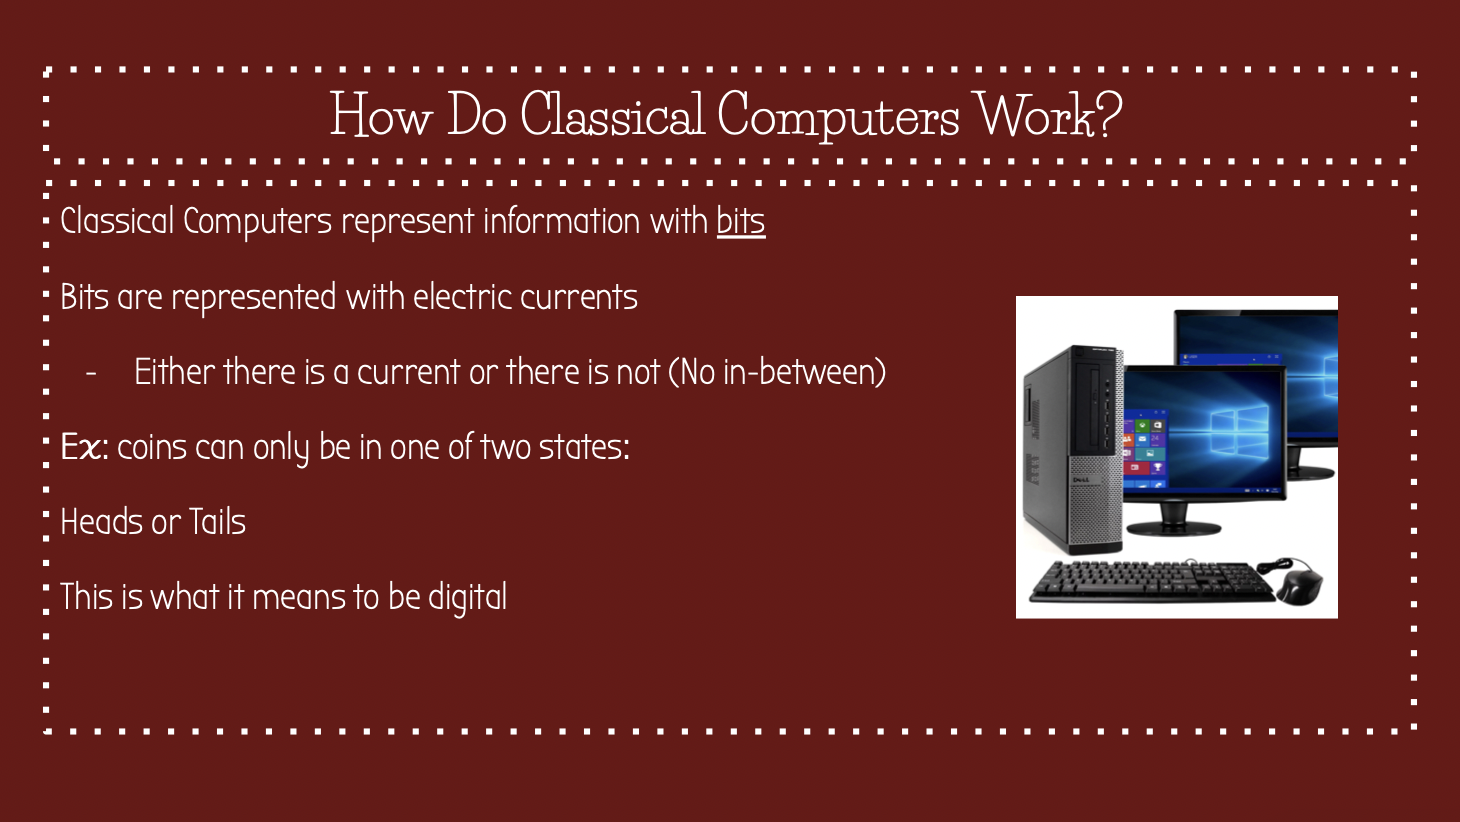 How Do Classical Computers Work?
Classical Computers represent information with bits
Bits are represented with electric currents
- Either there is a current or there is not (No in-between)
Ex: coins can only be in one of two states:
Heads or Tails
This is what it means to be digital
DELL